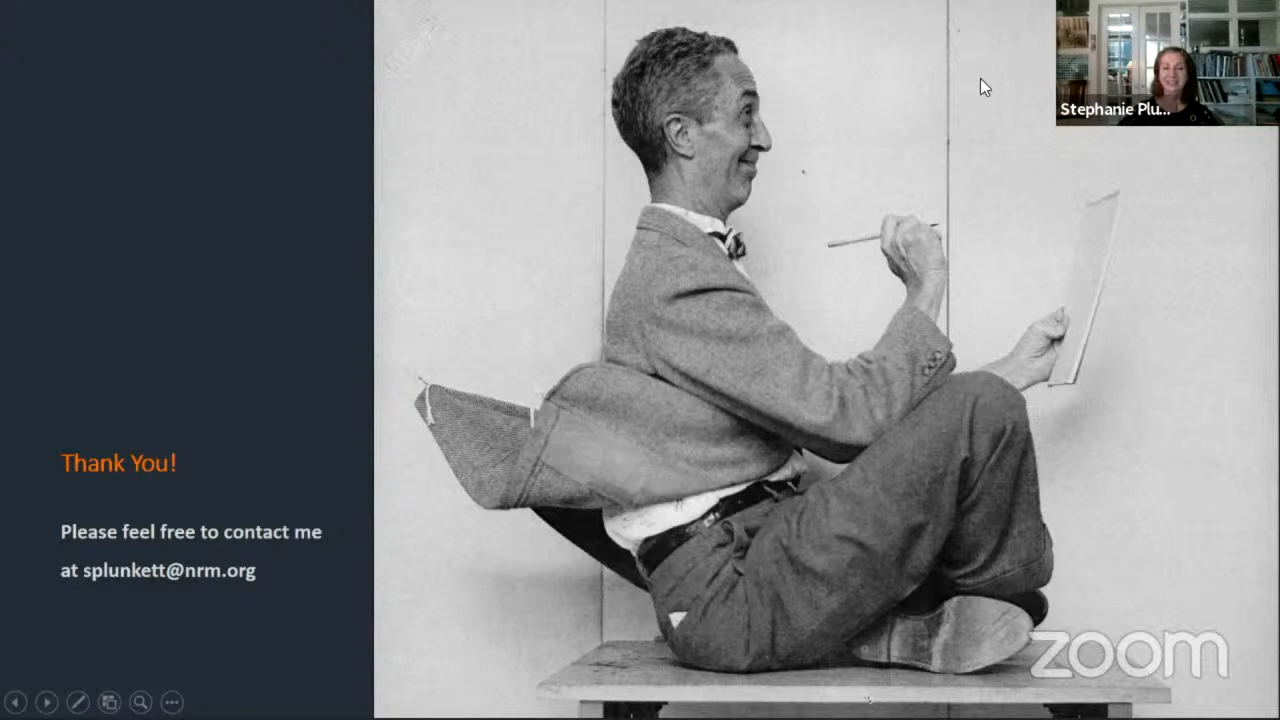 Stephanie Plu...
Thank You!
Please feel free to contact me
at splunkett@nrm.org
zoom